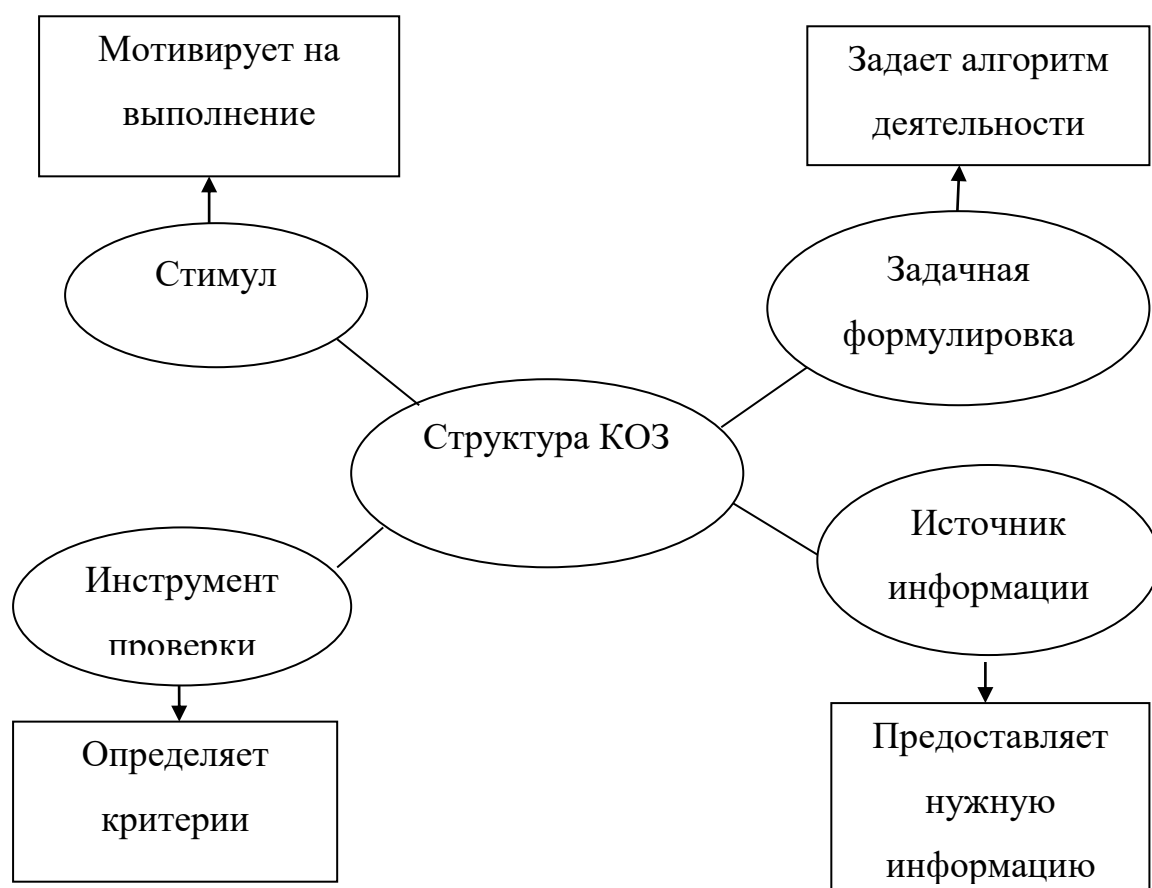 Мотивирует на
выполнение
Задает алгоритм
деятельности
Стимул
Задачная
формулировка
Структура КОЗ
Источник
информации
Инструмент
проверки
Определяет
критерии
Предоставляет
нужную
информацию